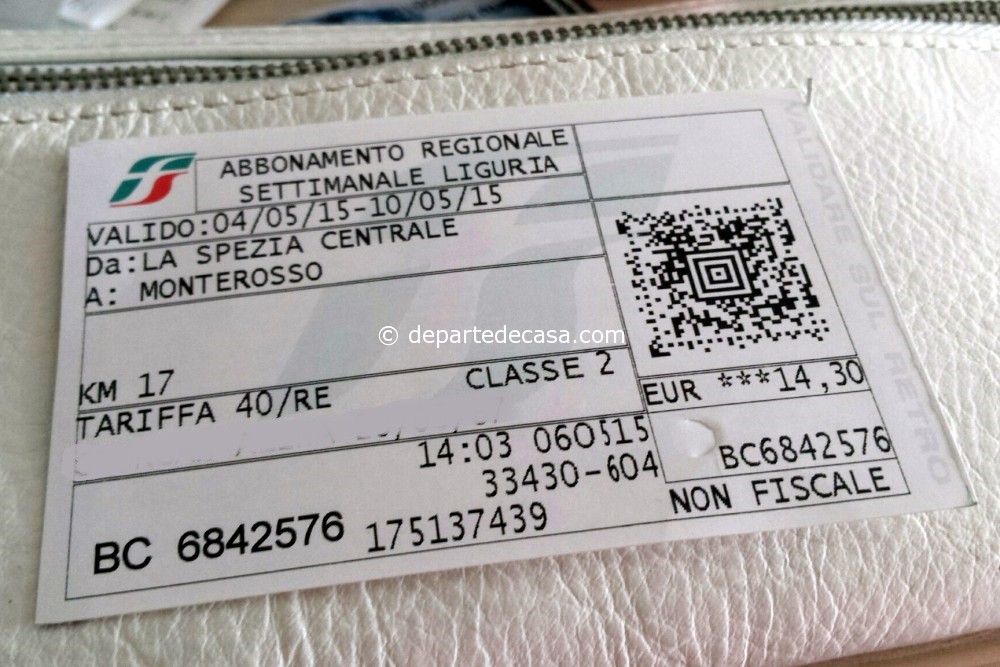 ABBONAMENTO REGIONALE
SETTIMANALE LIGURIA
VALIDO:04/05/15-10/05/15
Da:LA SPEZIA CENTRALE
A: MONTEROSSO
© departedecasa.com
KM 17
CLASSE 2
TARIFFA 40/RE
EUR ***14,30
14:03 060515
BC6842576
33430-604
NON FISCALE
BC 6842576 175137439
VALIDARE SUL RETRO